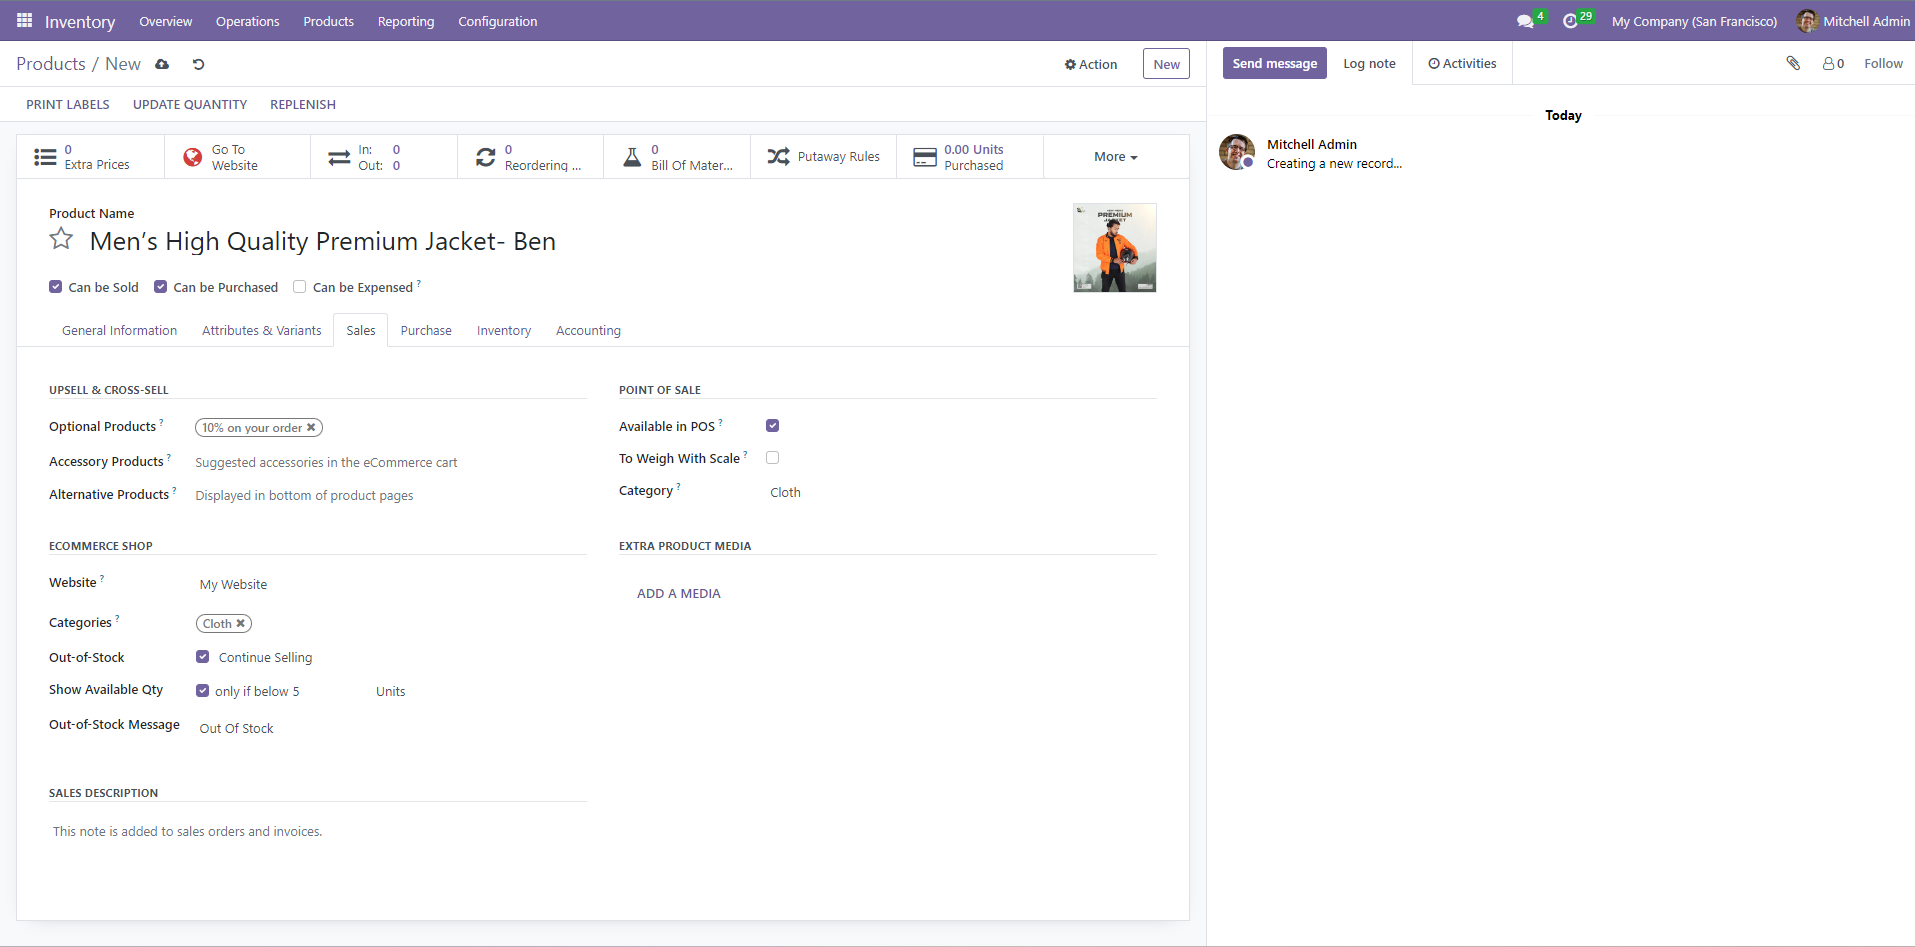 Inventory Overview Operations Products Reporting Configuration 4 29 My Company (San Francisco) Mitchell Admin
Products / New Action New
Send message Log note Activities 0 Follow
PRINT LABELS UPDATE QUANTITY REPLENISH
Today
0
Extra Prices
Go To
Website
In: 0
Out: 0
0
Reordering ...
0
Bill Of Mater...
Putaway Rules
0.00 Units
Purchased
More
Mitchell Admin
Creating a new record...
Product Name
Men’s High Quality Premium Jacket- Ben
PREMIUM
JACKET
Can be Sold Can be Purchased Can be Expensed ?
General Information Attributes & Variants Sales Purchase Inventory Accounting
UPSELL & CROSS-SELL
Optional Products ? 10% on your order ✖
Accessory Products ? Suggested accessories in the eCommerce cart
Alternative Products ? Displayed in bottom of product pages
POINT OF SALE
Available in POS ?
To Weigh With Scale ?
Category ? Cloth
ECOMMERCE SHOP
Website ? My Website
Categories ? Cloth ✖
Out-of-Stock Continue Selling
Show Available Qty only if below 5 Units
Out-of-Stock Message Out Of Stock
EXTRA PRODUCT MEDIA
ADD A MEDIA
SALES DESCRIPTION
This note is added to sales orders and invoices.